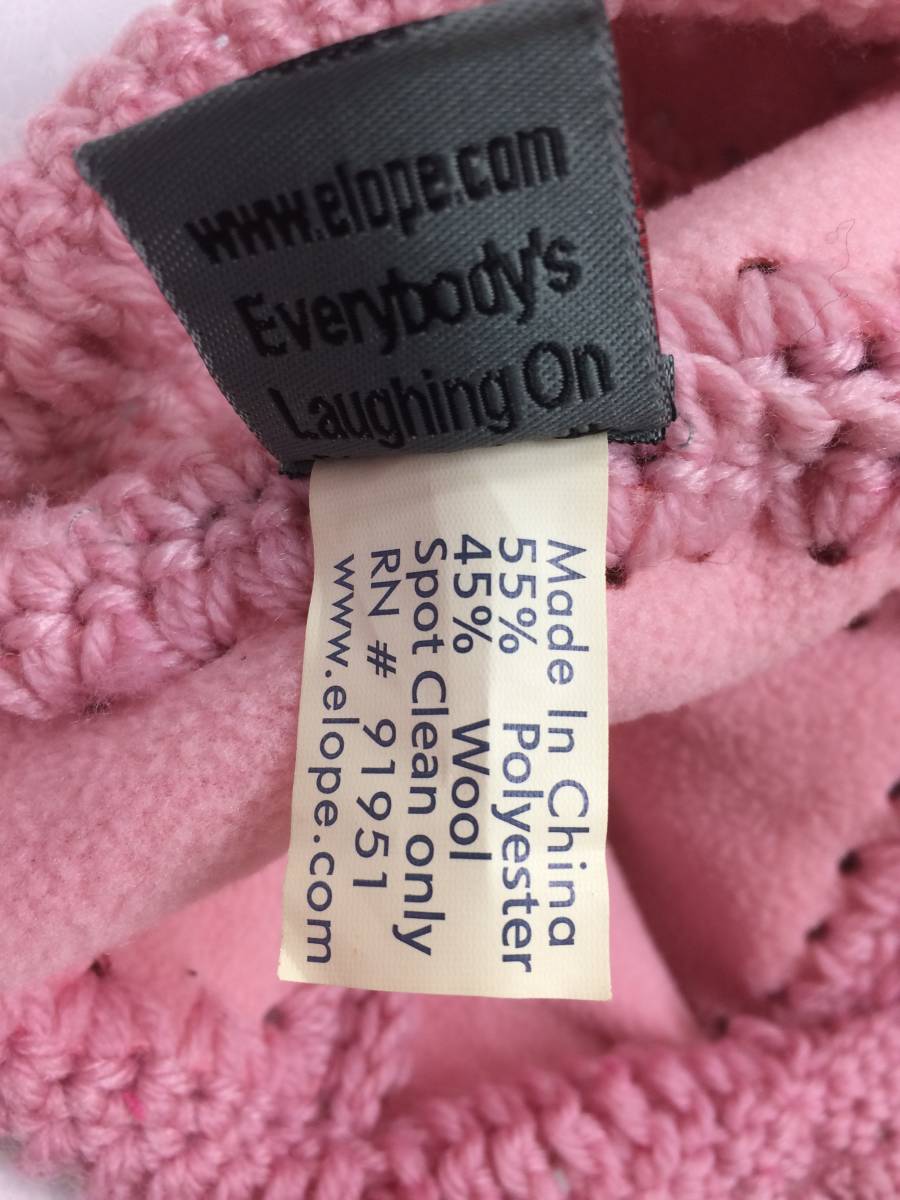 www.elope.com
Everybody's
Laughing On
Made In China
55% Polyester
45% Wool
Spot Clean only
RN # 91951
www.elope.com